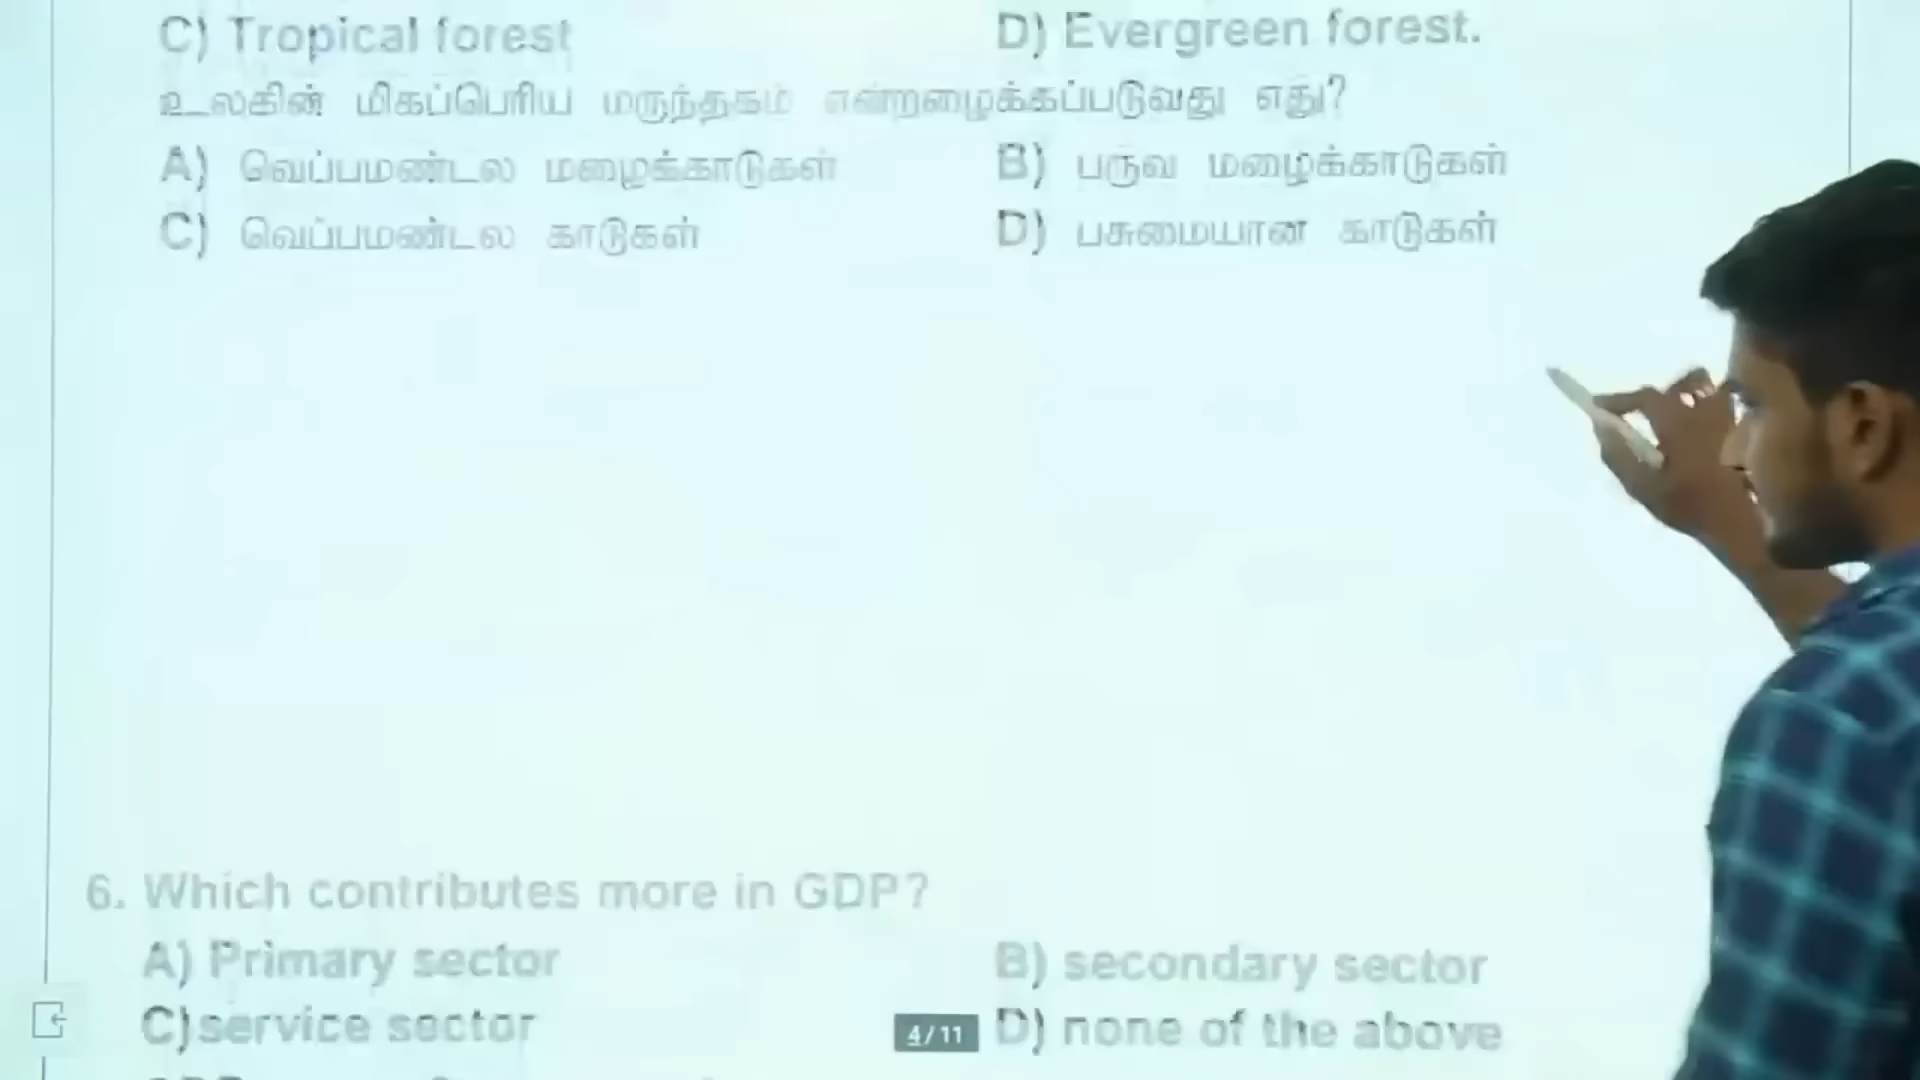 C) Tropical forest
D) Evergreen forest.
உலகின் மிகப்பெரிய மருந்தகம் என்றழைக்கப்படுவது எது?
A) வெப்பமண்டல மழைக்காடுகள்
B) பருவ மழைக்காடுகள்
C) வெப்பமண்டல காடுகள்
D) பசுமையான காடுகள்
6. Which contributes more in GDP?
A) Primary sector
B) secondary sector
C)service sector
D) none of the above
4/11